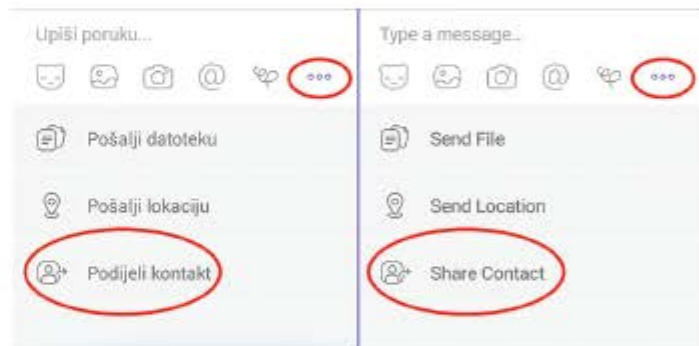 Upiši poruku...
Pošalji datoteku
Pošalji lokaciju
Podijeli kontakt
Type a message...
Send File
Send Location
Share Contact